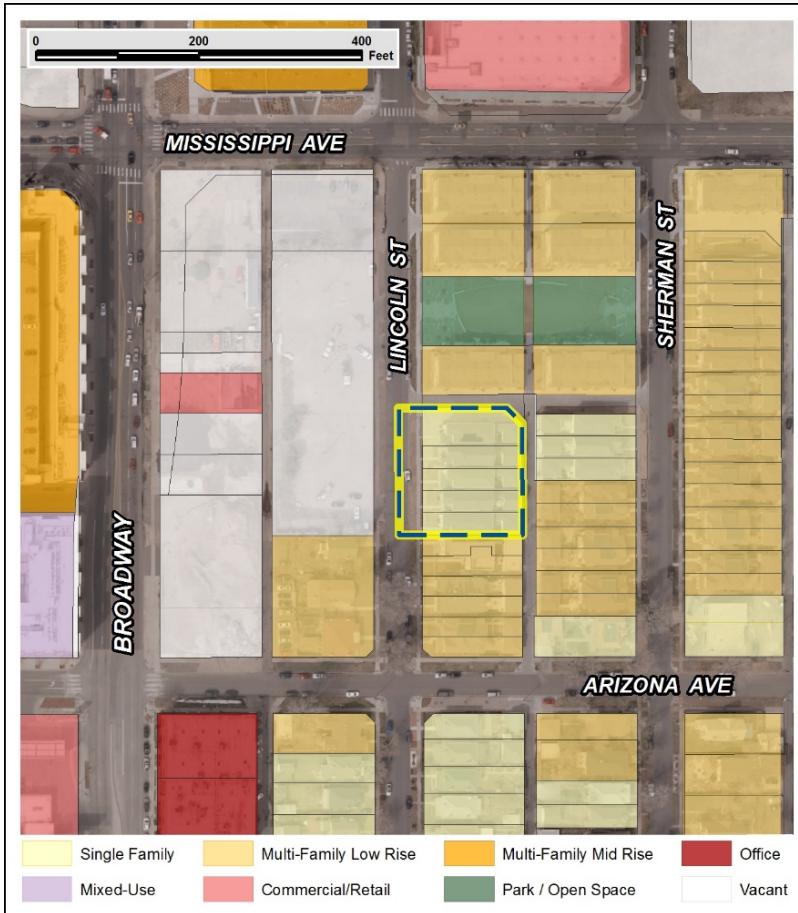 0 200 400
Feet
MISSISSIPPI AVE
LINCOLN ST
SHERMAN ST
BROADWAY
ARIZONA AVE
Single Family Multi-Family Low Rise Multi-Family Mid Rise Office
Mixed-Use Commercial/Retail Park / Open Space Vacant